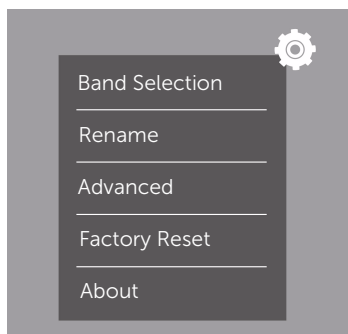 Band Selection
Rename
Advanced
Factory Reset
About